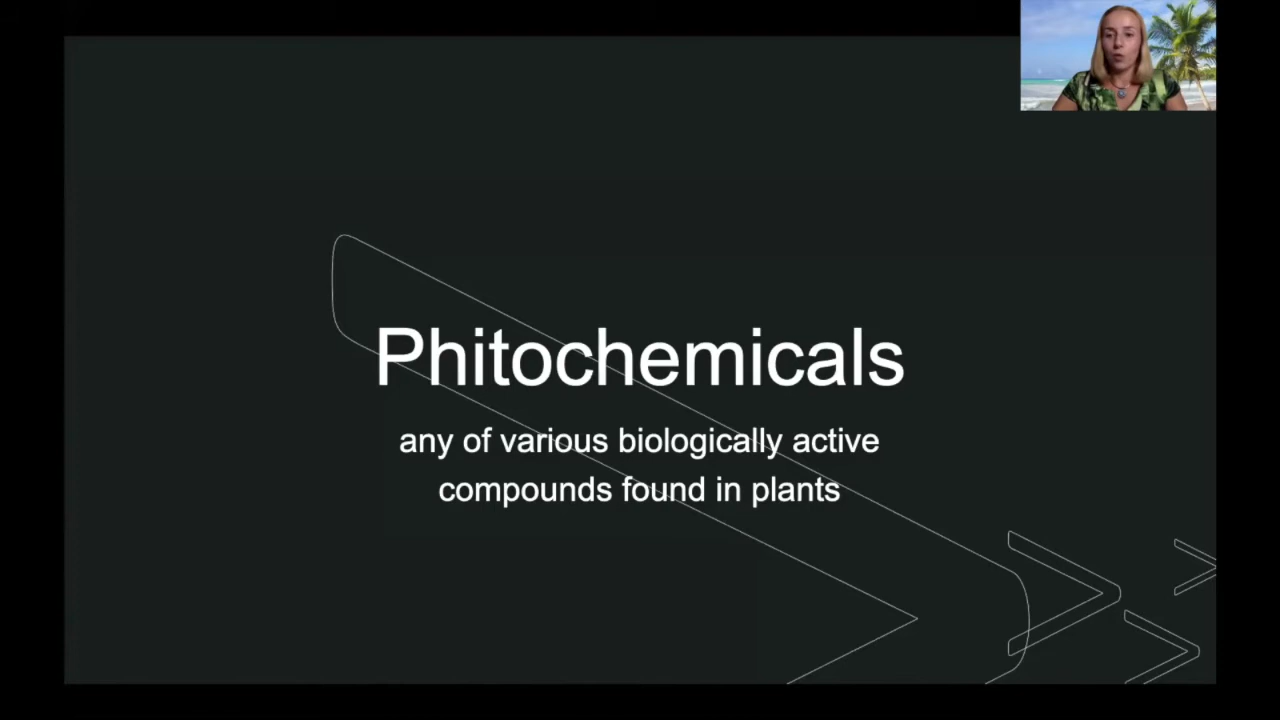 Phitochemicals
any of various biologically active
compounds found in plants